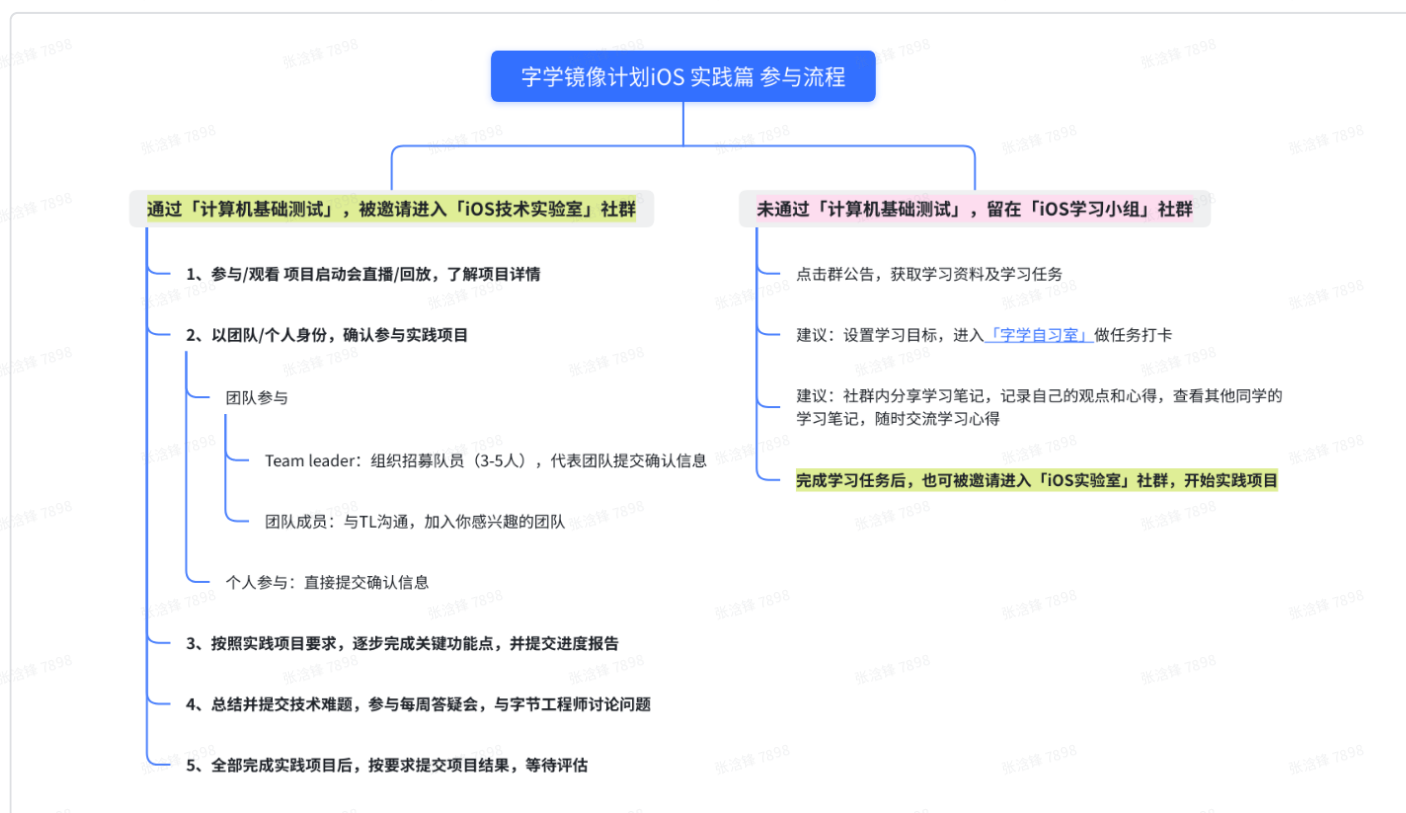 字学镜像计划iOS 实践篇 参与流程
通过「计算机基础测试」，被邀请进入「iOS技术实验室」社群
1、参与/观看 项目启动会直播/回放，了解项目详情
2、以团队/个人身份，确认参与实践项目
团队参与
Team leader：组织招募队员（3-5人），代表团队提交确认信息
团队成员：与TL沟通，加入你感兴趣的团队
个人参与：直接提交确认信息
3、按照实践项目要求，逐步完成关键功能点，并提交进度报告
4、总结并提交技术难题，参与每周答疑会，与字节工程师讨论问题
5、全部完成实践项目后，按要求提交项目结果，等待评估
未通过「计算机基础测试」，留在「iOS学习小组」社群
点击群公告，获取学习资料及学习任务
建议：设置学习目标，进入「字学自习室」做任务打卡
建议：社群内分享学习笔记，记录自己的观点和心得，查看其他同学的
学习笔记，随时交流学习心得
完成学习任务后，也可被邀请进入「iOS实验室」社群，开始实践项目
张涪锋 7898